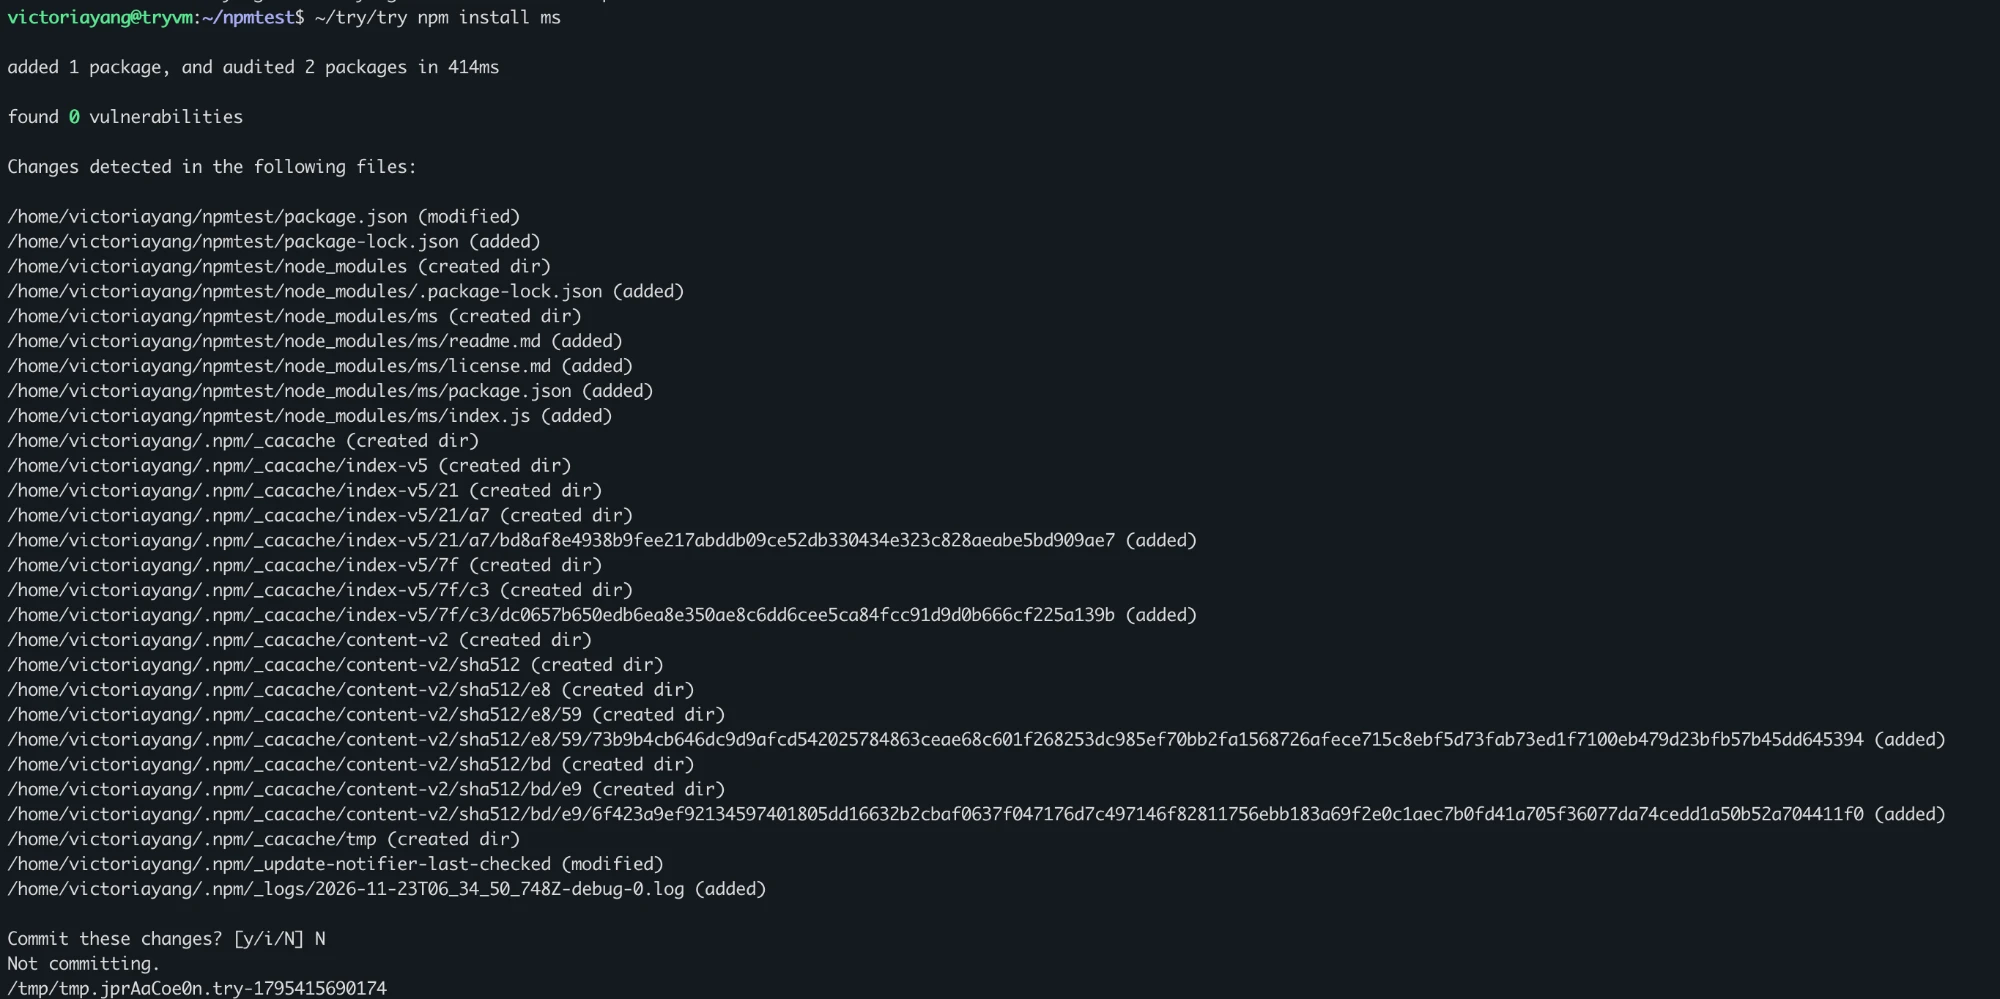 victoriayang@tryvm:~/npmtest$ ~/try/try npm install ms
added 1 package, and audited 2 packages in 414ms
found 0 vulnerabilities
Changes detected in the following files:
/home/victoriayang/npmtest/package.json (modified)
/home/victoriayang/npmtest/package-lock.json (added)
/home/victoriayang/npmtest/node_modules (created dir)
/home/victoriayang/npmtest/node_modules/.package-lock.json (added)
/home/victoriayang/npmtest/node_modules/ms (created dir)
/home/victoriayang/npmtest/node_modules/ms/readme.md (added)
/home/victoriayang/npmtest/node_modules/ms/license.md (added)
/home/victoriayang/npmtest/node_modules/ms/package.json (added)
/home/victoriayang/npmtest/node_modules/ms/index.js (added)
/home/victoriayang/.npm/_cacache (created dir)
/home/victoriayang/.npm/_cacache/index-v5 (created dir)
/home/victoriayang/.npm/_cacache/index-v5/21 (created dir)
/home/victoriayang/.npm/_cacache/index-v5/21/a7 (created dir)
/home/victoriayang/.npm/_cacache/index-v5/21/a7/bd8af8e4938b9fee217abddb09ce52db330434e323c828aeabe5bd909ae7 (added)
/home/victoriayang/.npm/_cacache/index-v5/7f (created dir)
/home/victoriayang/.npm/_cacache/index-v5/7f/c3 (created dir)
/home/victoriayang/.npm/_cacache/index-v5/7f/c3/dc0657b650edb6ea8e350ae8c6dd6cee5ca84fcc91d9d0b666cf225a139b (added)
/home/victoriayang/.npm/_cacache/content-v2 (created dir)
/home/victoriayang/.npm/_cacache/content-v2/sha512 (created dir)
/home/victoriayang/.npm/_cacache/content-v2/sha512/e8 (created dir)
/home/victoriayang/.npm/_cacache/content-v2/sha512/e8/59 (created dir)
/home/victoriayang/.npm/_cacache/content-v2/sha512/e8/59/73b9b4cb646dc9d9afcd542025784863ceae68c601f268253dc985ef70bb2fa1568726afece715c8ebf5d73fab73ed1f7100eb479d23bfb57b45dd645394 (added)
/home/victoriayang/.npm/_cacache/content-v2/sha512/bd (created dir)
/home/victoriayang/.npm/_cacache/content-v2/sha512/bd/e9 (created dir)
/home/victoriayang/.npm/_cacache/content-v2/sha512/bd/e9/6f423a9ef92134597401805dd16632b2cbaf0637f047176d7c497146f82811756ebb183a69f2e0c1aec7b0fd41a705f36077da74cedd1a50b52a704411f0 (added)
/home/victoriayang/.npm/_cacache/tmp (created dir)
/home/victoriayang/.npm/_update-notifier-last-checked (modified)
/home/victoriayang/.npm/_logs/2026-11-23T06_34_50_748Z-debug-0.log (added)
Commit these changes? [y/i/N] N
Not committing.
/tmp/tmp.jprAaCoe0n.try-1795415690174